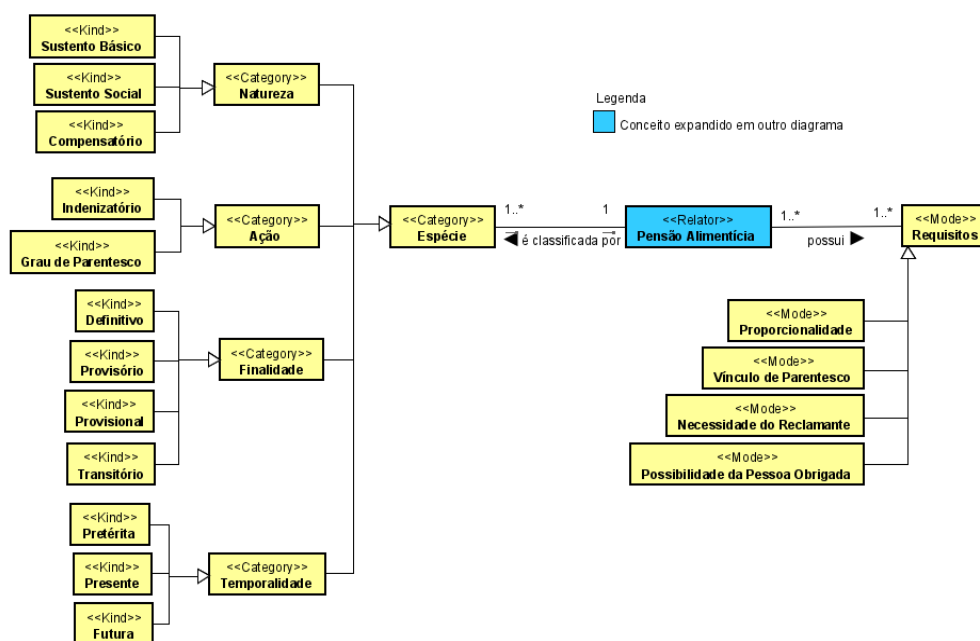 <<Kind>>
Sustento Básico
<<Kind>>
Sustento Social
<<Kind>>
Compensatório
<<Category>>
Natureza
<<Kind>>
Indenizatório
<<Kind>>
Grau de Parentesco
<<Category>>
Ação
<<Kind>>
Definitivo
<<Kind>>
Provisório
<<Kind>>
Provisional
<<Kind>>
Transitório
<<Category>>
Finalidade
<<Kind>>
Pretérita
<<Kind>>
Presente
<<Kind>>
Futura
<<Category>>
Temporalidade
<<Category>>
Espécie
Legenda
Conceito expandido em outro diagrama
1..*
1
é classificada por
<<Relator>>
Pensão Alimentícia
1..*
1..*
possui
<<Mode>>
Requisitos
<<Mode>>
Proporcionalidade
<<Mode>>
Vínculo de Parentesco
<<Mode>>
Necessidade do Reclamante
<<Mode>>
Possibilidade da Pessoa Obrigada